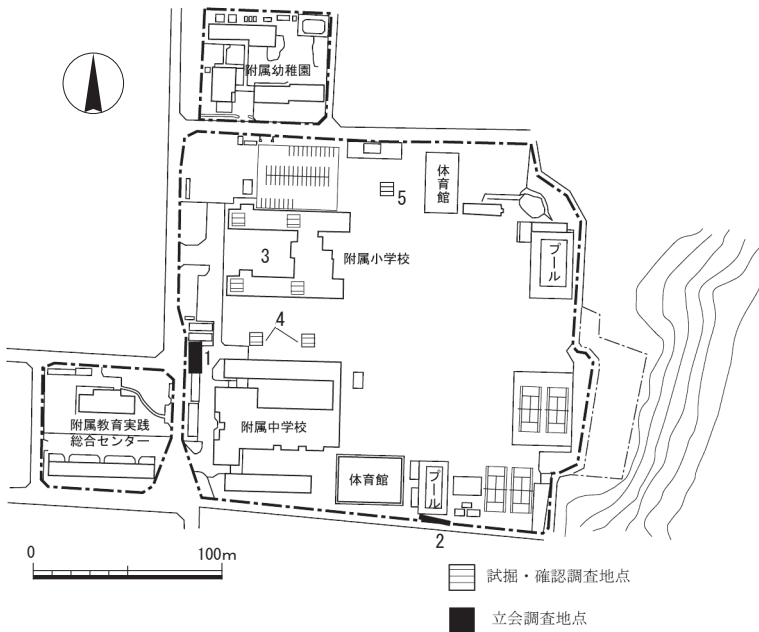 附属幼稚園
体育館
5
3
附属小学校
プール
4
1
附属教育実践
総合センター
附属中学校
体育館
プール
2
0
100m
試掘・確認調査地点
立会調査地点